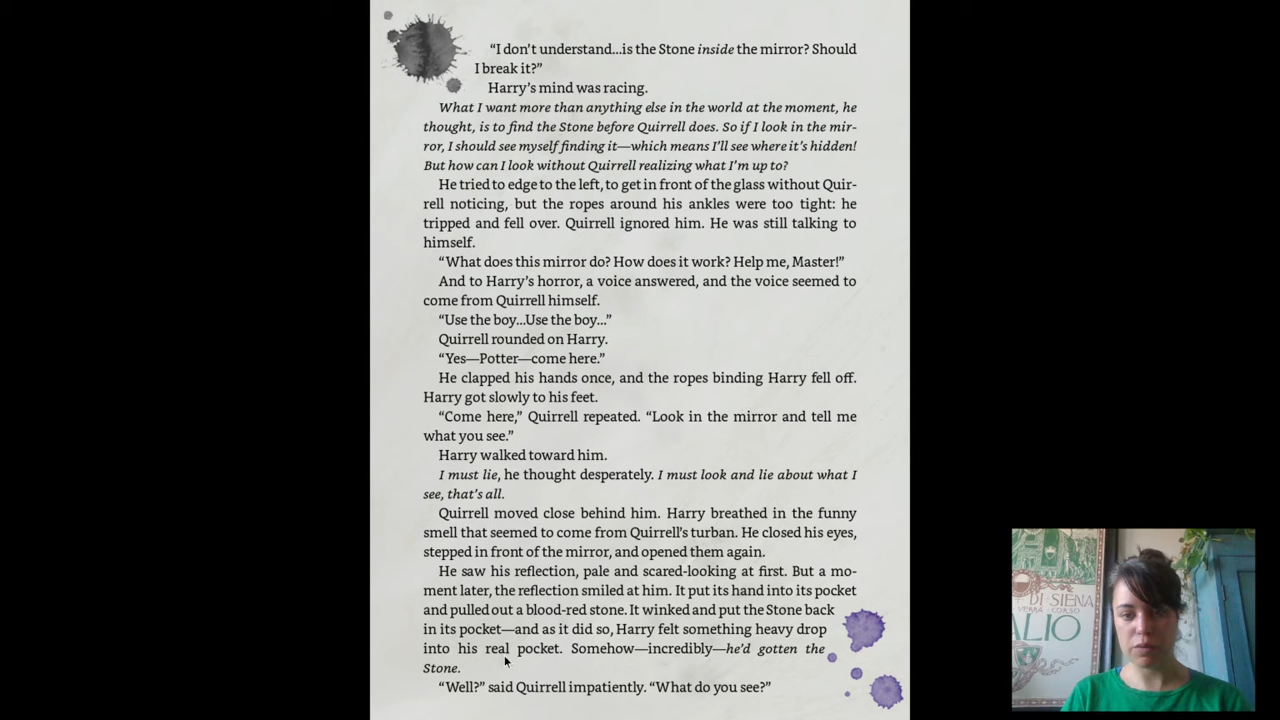 “I don’t understand...is the Stone inside the mirror? Should
I break it?”
Harry’s mind was racing.
What I want more than anything else in the world at the moment, he
thought, is to find the Stone before Quirrell does. So if I look in the mir-
ror, I should see myself finding it—which means I’ll see where it’s hidden!
But how can I look without Quirrell realizing what I’m up to?
He tried to edge to the left, to get in front of the glass without Quir-
rell noticing, but the ropes around his ankles were too tight: he
tripped and fell over. Quirrell ignored him. He was still talking to
himself.
“What does this mirror do? How does it work? Help me, Master!”
And to Harry’s horror, a voice answered, and the voice seemed to
come from Quirrell himself.
“Use the boy...Use the boy...”
Quirrell rounded on Harry.
“Yes—Potter—come here.”
He clapped his hands once, and the ropes binding Harry fell off.
Harry got slowly to his feet.
“Come here,” Quirrell repeated. “Look in the mirror and tell me
what you see.”
Harry walked toward him.
I must lie, he thought desperately. I must look and lie about what I
see, that’s all.
Quirrell moved close behind him. Harry breathed in the funny
smell that seemed to come from Quirrell’s turban. He closed his eyes,
stepped in front of the mirror, and opened them again.
He saw his reflection, pale and scared-looking at first. But a mo-
ment later, the reflection smiled at him. It put its hand into its pocket
and pulled out a blood-red stone. It winked and put the Stone back
in its pocket—and as it did so, Harry felt something heavy drop
into his real pocket. Somehow—incredibly—he’d gotten the
Stone.
“Well?” said Quirrell impatiently. “What do you see?”
DI SIENA
TERRA CORSO
ALIO